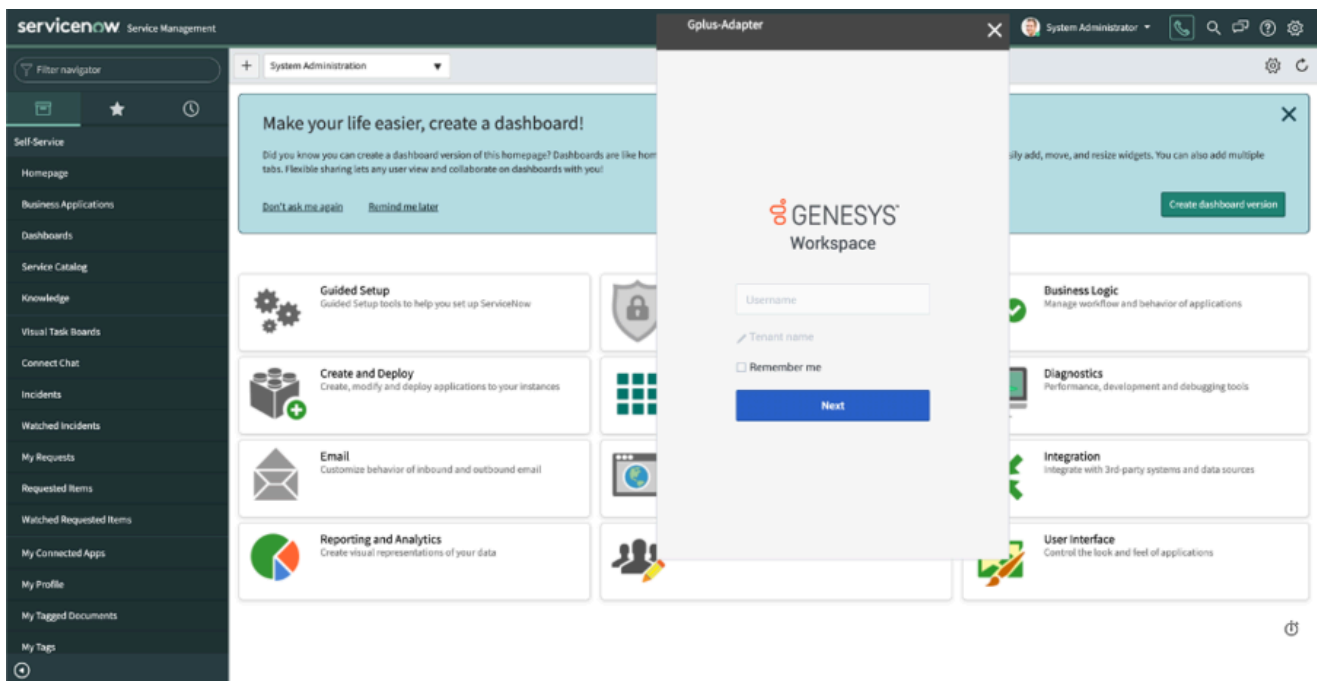 servicenow Service Management
Gplus-Adapter
System Administrator
Filter navigator
System Administration
Self-Service
Homepage
Business Applications
Dashboards
Service Catalog
Knowledge
Visual Task Boards
Connect Chat
Incidents
Watched Incidents
My Requests
Requested Items
Watched Requested Items
My Connected Apps
My Profile
My Tagged Documents
My Tags
Make your life easier, create a dashboard!
Did you know you can create a dashboard version of this homepage? Dashboards are like hom
ily add, move, and resize widgets. You can also add multiple
tabs. Flexible sharing lets any user view and collaborate on dashboards with you!
Don't ask me again
Remind me later
Create dashboard version
Guided Setup
Guided Setup tools to help you set up ServiceNow
Create and Deploy
Create, modify and deploy applications to your instances
Email
Customize behavior of inbound and outbound email
Reporting and Analytics
Create visual representations of your data
GENESYS
Workspace
Username
Tenant name
Remember me
Next
Business Logic
Manage workflow and behavior of applications
Diagnostics
Performance, development and debugging tools
Integration
Integrate with 3rd-party systems and data sources
User Interface
Control the look and feel of applications